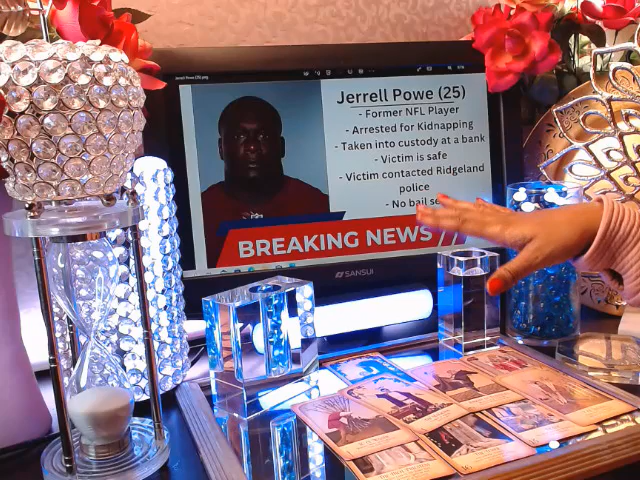 Jerrell Powe (25)
- Former NFL Player
- Arrested for Kidnapping
- Taken into custody at a bank
- Victim is safe
- Victim contacted Ridgeland
police
- No bail se
BREAKING NEWS
SANSUI